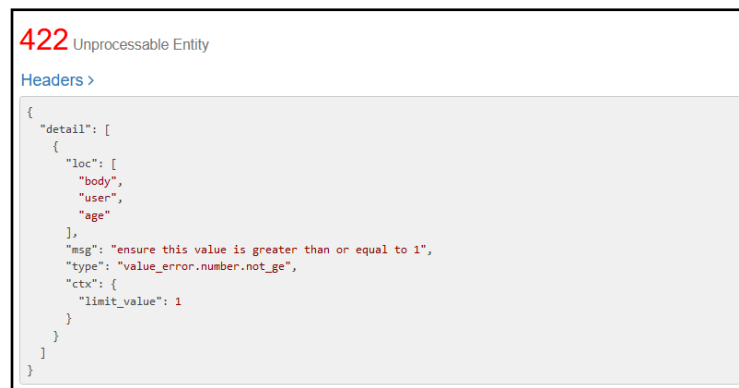 422 Unprocessable Entity
Headers >
{
  "detail": [
    {
      "loc": [
        "body",
        "user",
        "age"
      ],
      "msg": "ensure this value is greater than or equal to 1",
      "type": "value_error.number.not_ge",
      "ctx": {
        "limit_value": 1
      }
    }
  ]
}